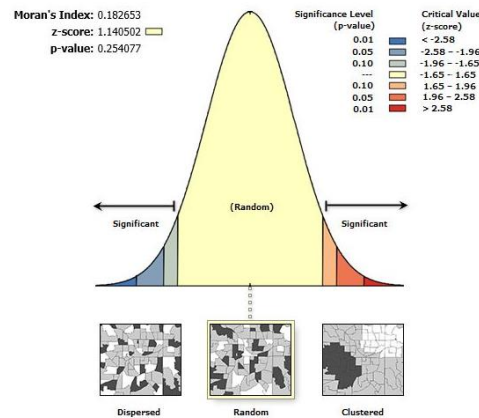 Moran's Index: 0.182653
z-score: 1.140502
p-value: 0.254077
Significance Level (p-value)
Critical Value (z-score)
0.01 < -2.58
0.05 -2.58 – -1.96
0.10 -1.96 – -1.65
--- -1.65 – 1.65
0.10 1.65 – 1.96
0.05 1.96 – 2.58
0.01 > 2.58
(Random)
Significant
Significant
Dispersed
Random
Clustered